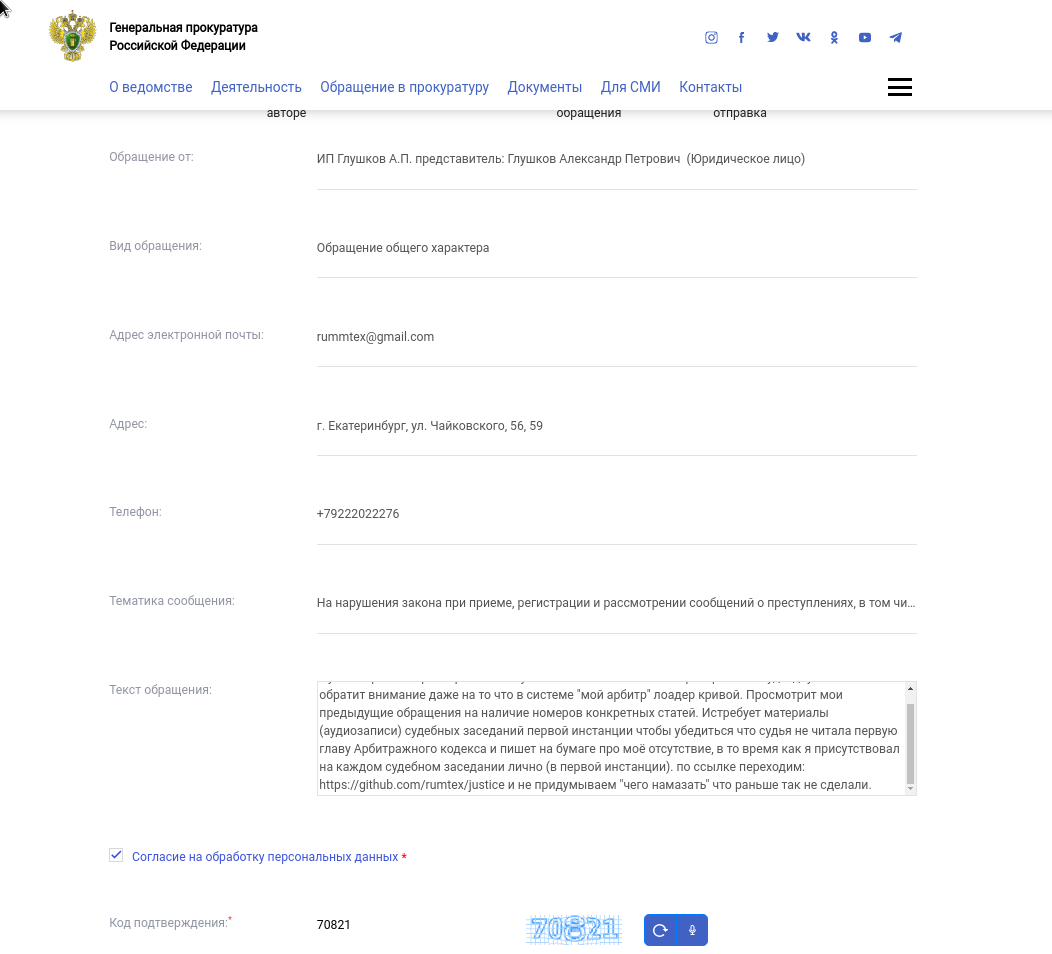 Генеральная прокуратура
Российской Федерации
О ведомстве Деятельность Обращение в прокуратуру Документы Для СМИ Контакты
авторе обращения отправка
Обращение от: ИП Глушков А.П. представитель: Глушков Александр Петрович (Юридическое лицо)
Вид обращения: Обращение общего характера
Адрес электронной почты: rummtex@gmail.com
Адрес: г. Екатеринбург, ул. Чайковского, 56, 59
Телефон: +79222022276
Тематика сообщения: На нарушения закона при приеме, регистрации и рассмотрении сообщений о преступлениях, в том чи...
Текст обращения:
обратит внимание даже на то что в системе "мой арбитр" лоадер кривой. Просмотрит мои
предыдущие обращения на наличие номеров конкретных статей. Истребует материалы
(аудиозаписи) судебных заседаний первой инстанции чтобы убедиться что судья не читала первую
главу Арбитражного кодекса и пишет на бумаге про моё отсутствие, в то время как я присутствовал
на каждом судебном заседании лично (в первой инстанции). по ссылке переходим:
https://github.com/rumtex/justice и не придумываем "чего намазать" что раньше так не сделали.
Согласие на обработку персональных данных *
Код подтверждения:* 70821 70821